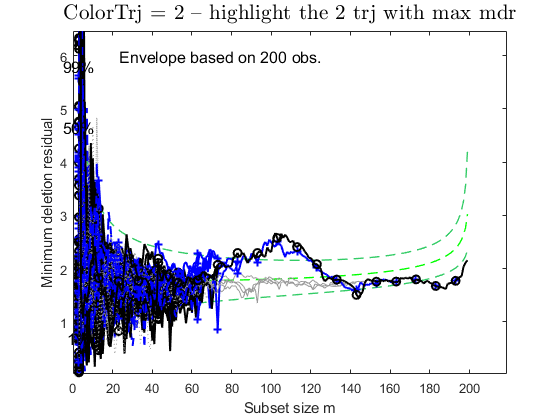 ColorTrj = 2 – highlight the 2 trj with max mdr
Envelope based on 200 obs.
99%
50%
6
5
4
3
2
1
Minimum deletion residual
0 20 40 60 80 100 120 140 160 180 200
Subset size m